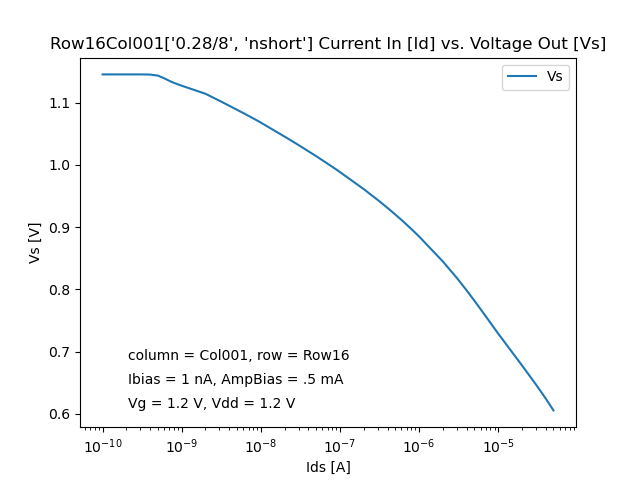 Row16Col001['0.28/8', 'nshort'] Current In [Id] vs. Voltage Out [Vs]
Vs
1.1
1.0
0.9
0.8
0.7
0.6
Vs [V]
column = Col001, row = Row16
Ibias = 1 nA, AmpBias = .5 mA
Vg = 1.2 V, Vdd = 1.2 V
10⁻¹⁰ 10⁻⁹ 10⁻⁸ 10⁻⁷ 10⁻⁶ 10⁻⁵
Ids [A]